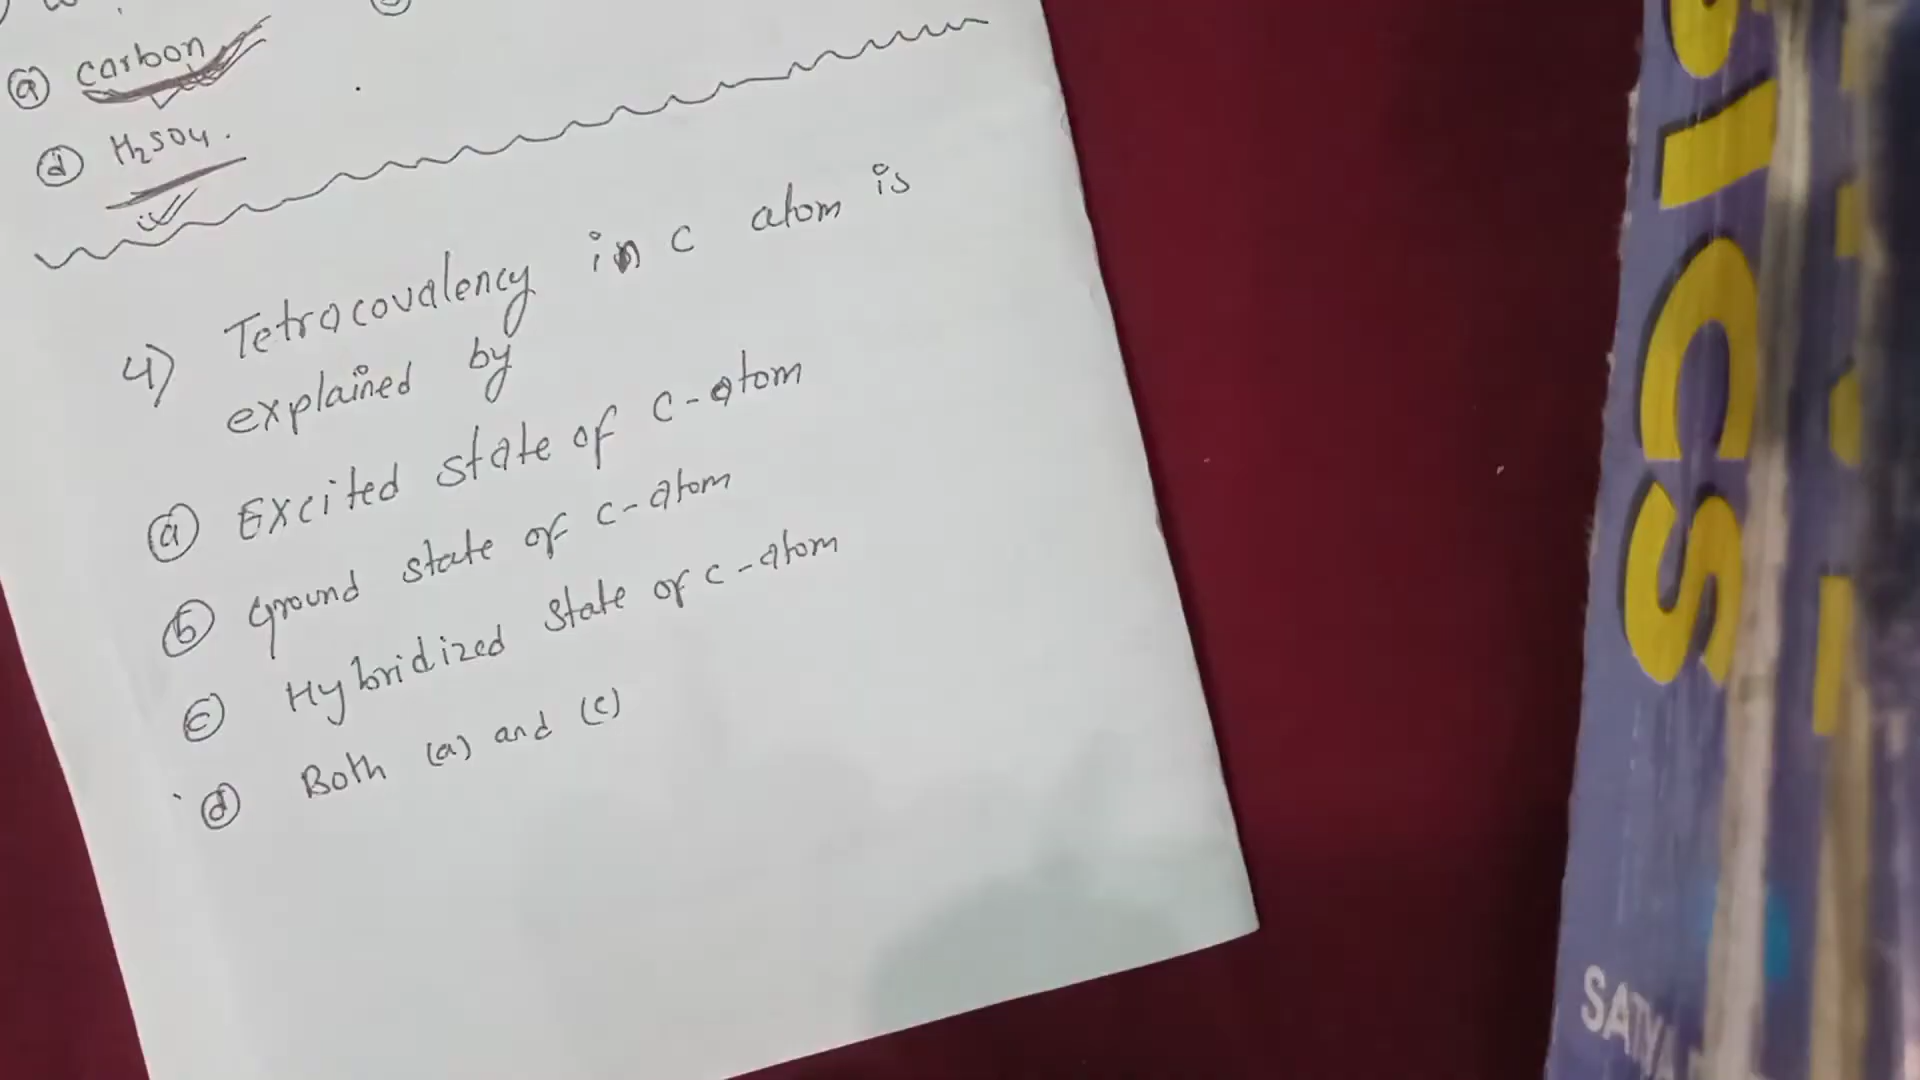 ⓐ carbon
ⓓ H₂SO₄.
4) Tetracovalency in c atom is
explained by
ⓐ Excited state of c-atom
ⓑ ground state of c-atom
ⓒ Hybridized state of c-atom
ⓓ Both (a) and (c)
SICS
SATYA